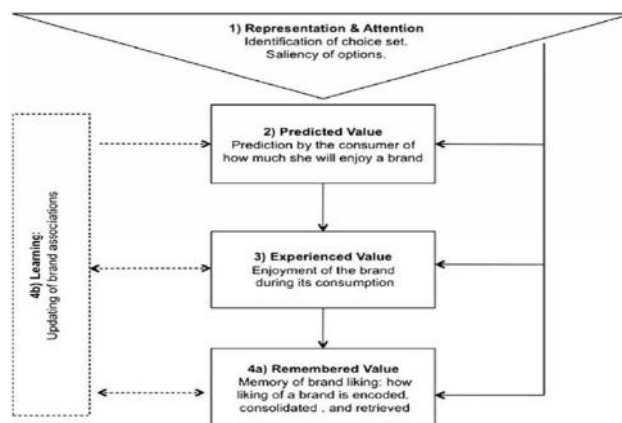 1) Representation & Attention
Identification of choice set.
Saliency of options.
2) Predicted Value
Prediction by the consumer of
how much she will enjoy a brand
3) Experienced Value
Enjoyment of the brand
during its consumption
4a) Remembered Value
Memory of brand liking: how
liking of a brand is encoded,
consolidated , and retrieved
4b) Learning:
Updating of brand associations